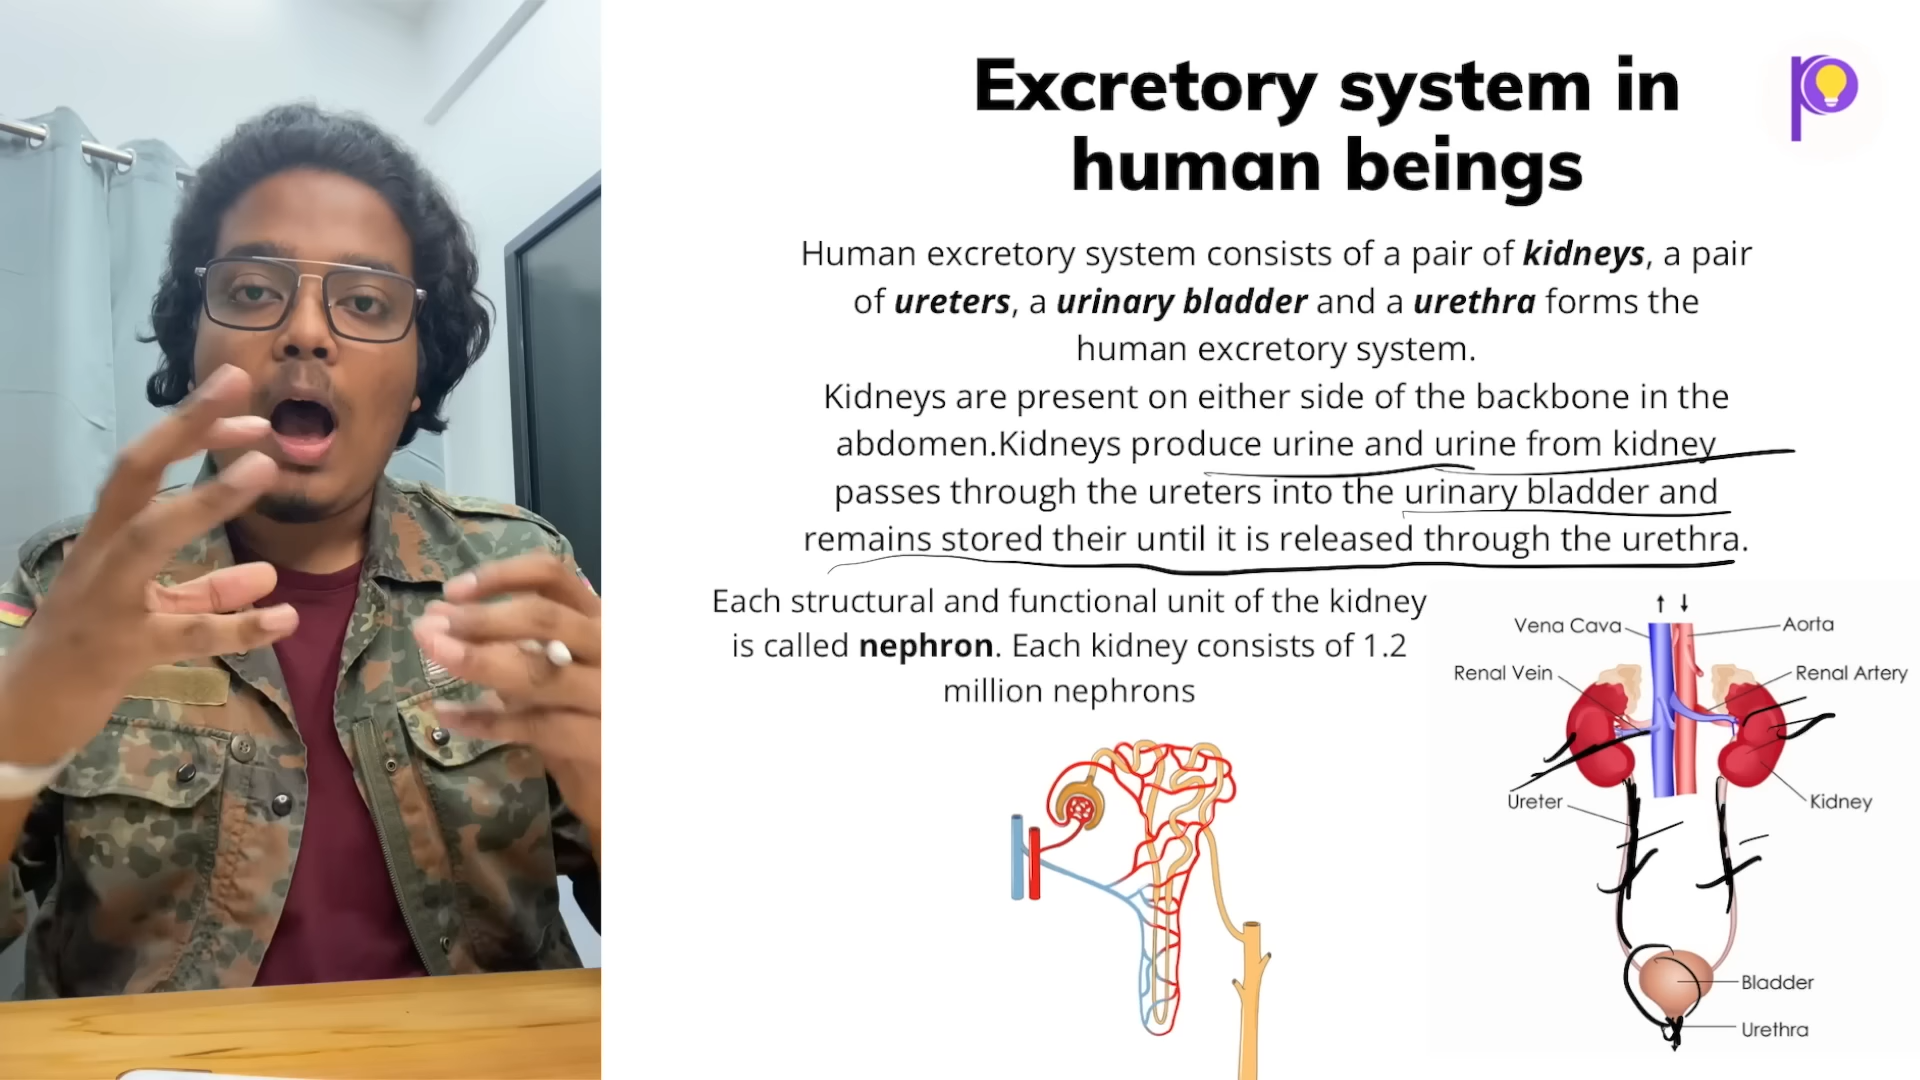 Excretory system in
human beings
Human excretory system consists of a pair of kidneys, a pair
of ureters, a urinary bladder and a urethra forms the
human excretory system.
Kidneys are present on either side of the backbone in the
abdomen.Kidneys produce urine and urine from kidney
passes through the ureters into the urinary bladder and
remains stored their until it is released through the urethra.
Each structural and functional unit of the kidney
is called nephron. Each kidney consists of 1.2
million nephrons
Vena Cava
Aorta
Renal Vein
Renal Artery
Ureter
Kidney
Bladder
Urethra